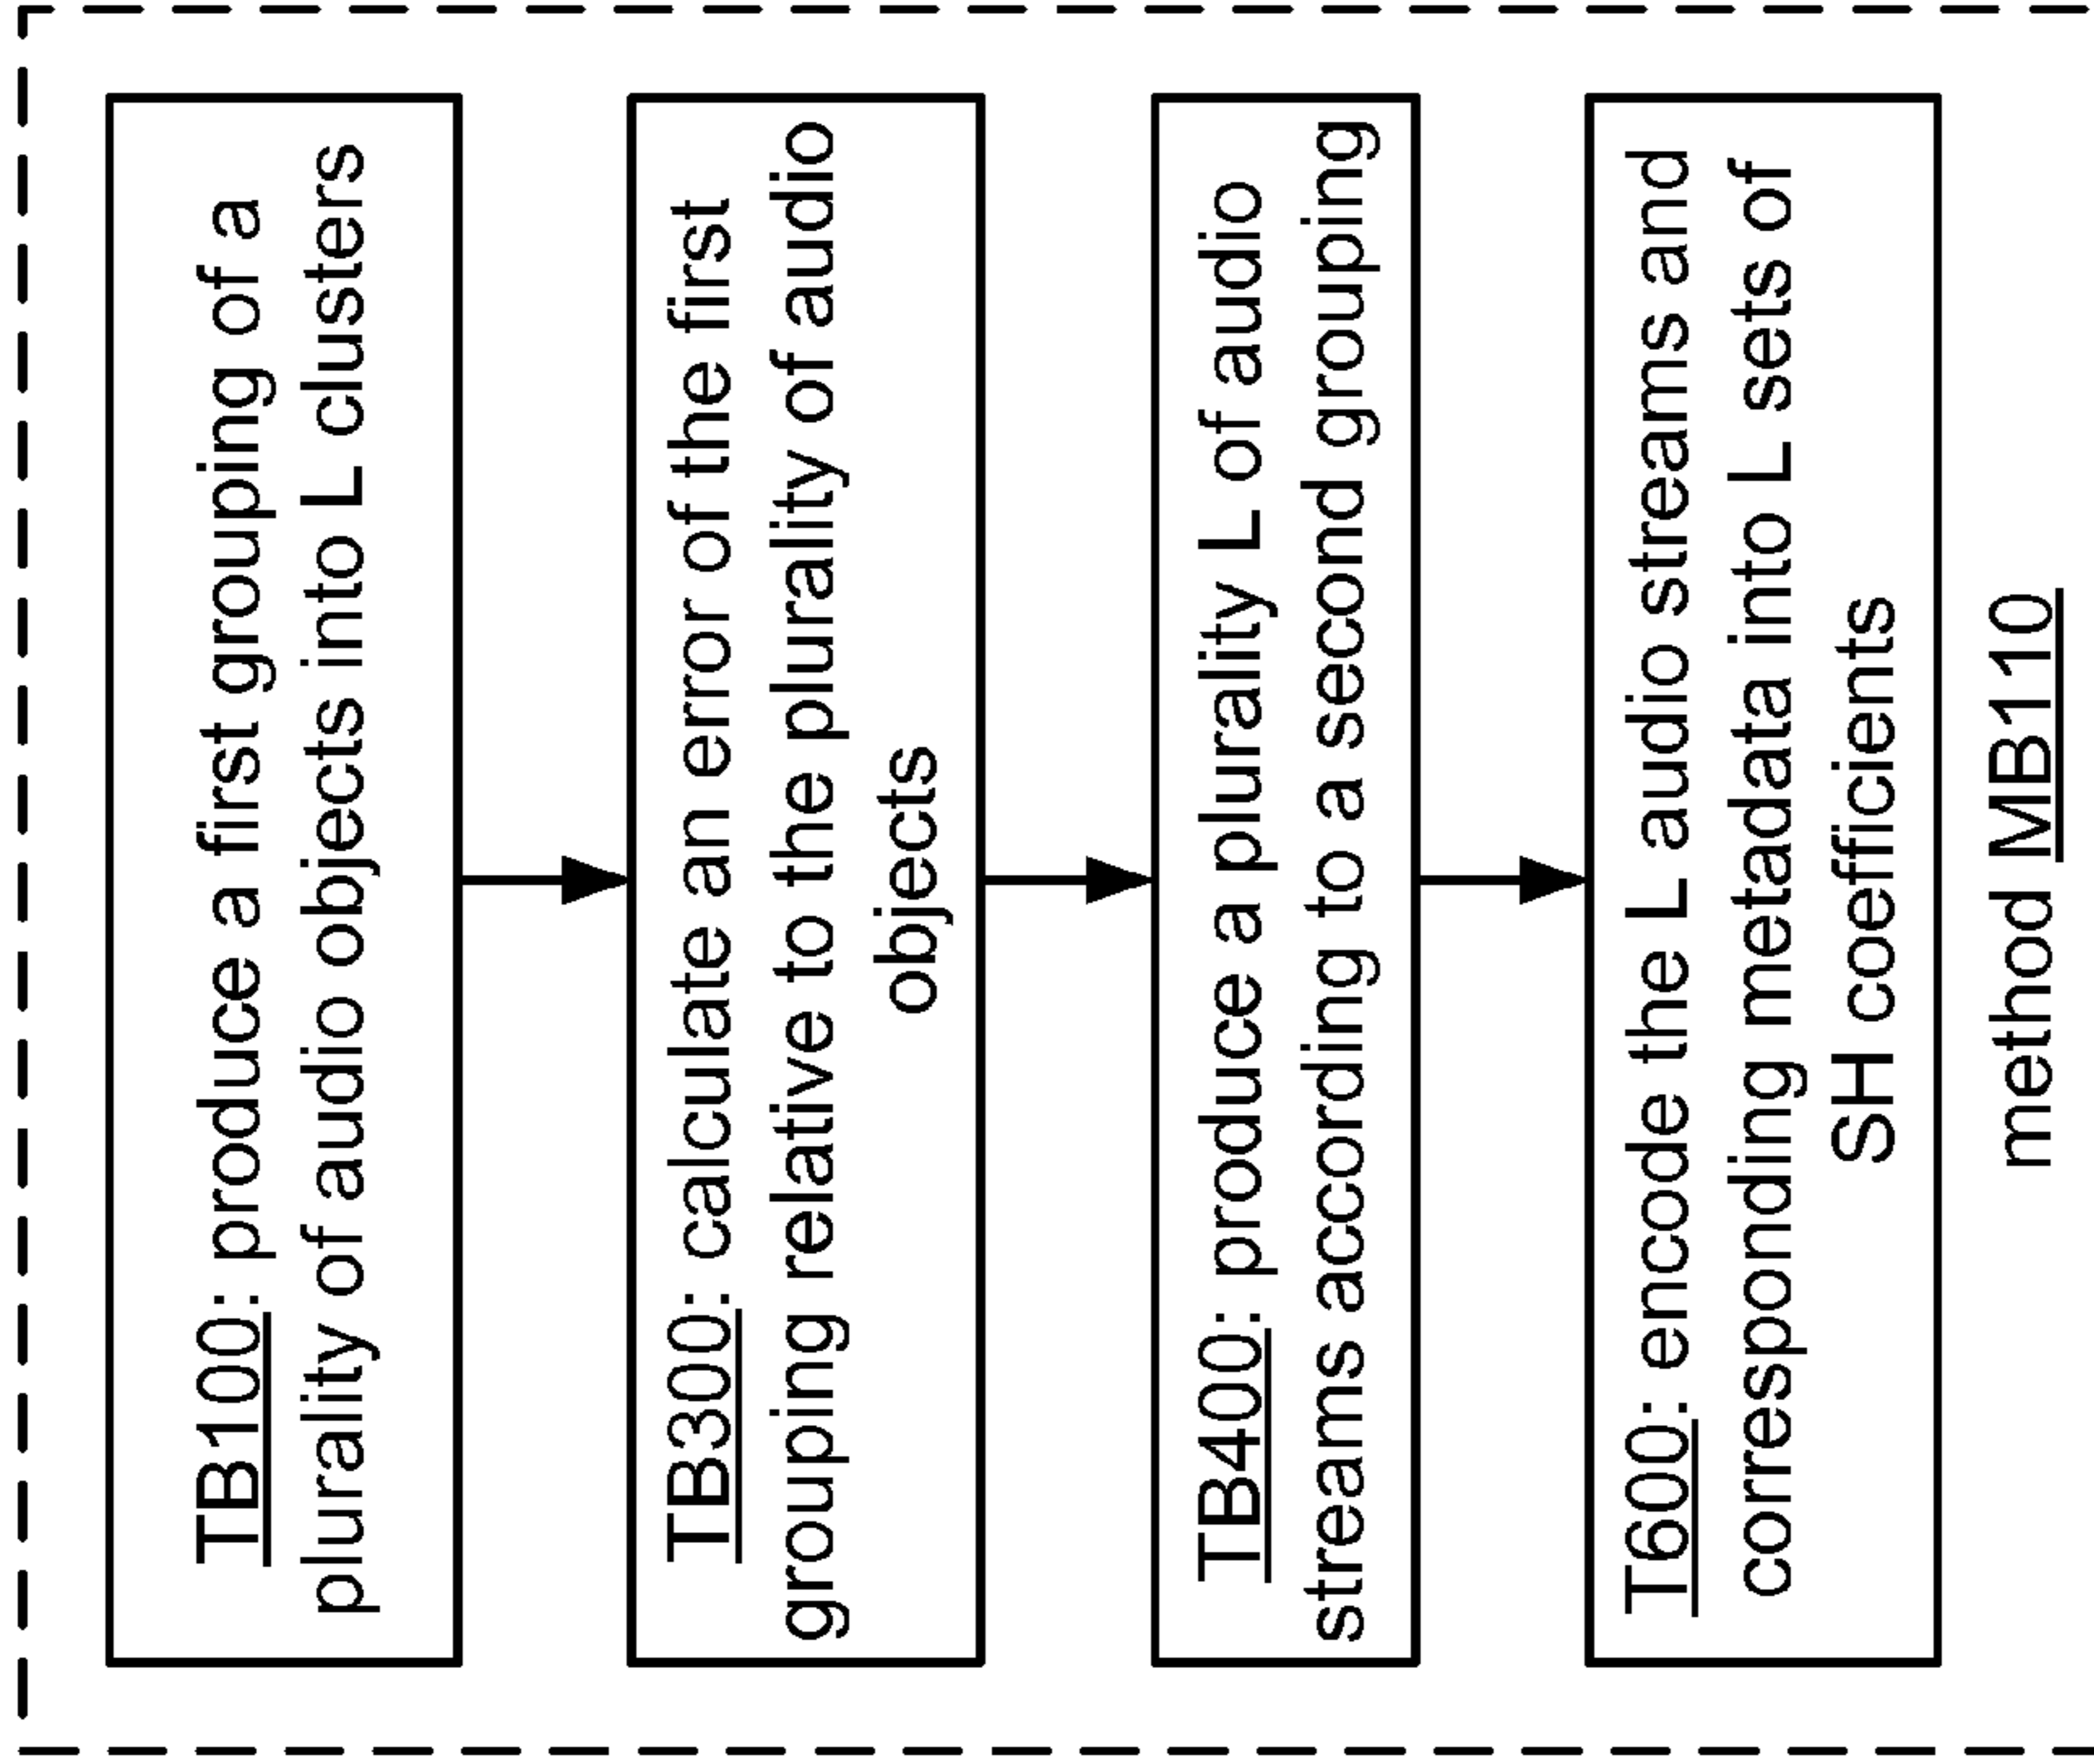 TB100: produce a first grouping of a
plurality of audio objects into L clusters
TB300: calculate an error of the first
grouping relative to the plurality of audio
objects
TB400: produce a plurality L of audio
streams according to a second grouping
T600: encode the L audio streams and
corresponding metadata into L sets of
SH coefficients
method MB110